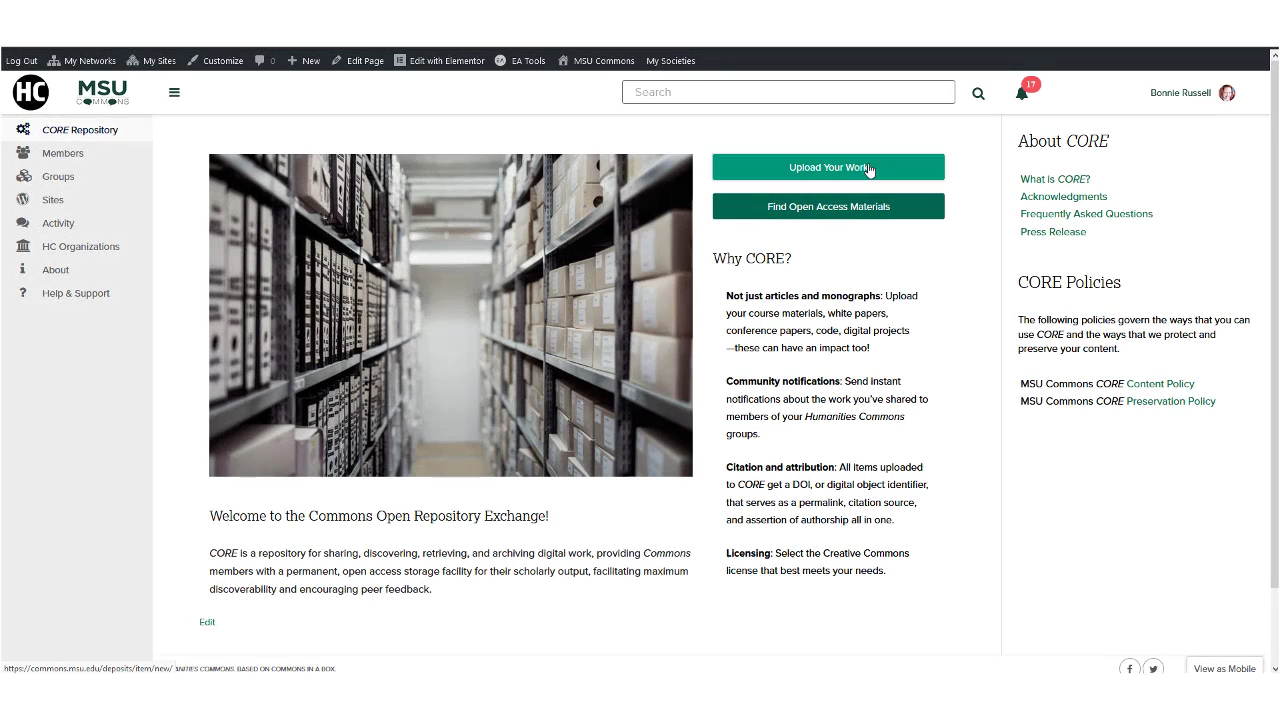 Log Out My Networks My Sites Customize 0 New Edit Page Edit with Elementor EA Tools MSU Commons My Societies
HC MSU COMMONS Search 17 Bonnie Russell
CORE Repository
Members
Groups
Sites
Activity
HC Organizations
About
Help & Support
Upload Your Work
Find Open Access Materials
Why CORE?
Not just articles and monographs: Upload
your course materials, white papers,
conference papers, code, digital projects
—these can have an impact too!
Community notifications: Send instant
notifications about the work you've shared to
members of your Humanities Commons
groups.
Citation and attribution: All items uploaded
to CORE get a DOI, or digital object identifier,
that serves as a permalink, citation source,
and assertion of authorship all in one.
Licensing: Select the Creative Commons
license that best meets your needs.
Welcome to the Commons Open Repository Exchange!
CORE is a repository for sharing, discovering, retrieving, and archiving digital work, providing Commons
members with a permanent, open access storage facility for their scholarly output, facilitating maximum
discoverability and encouraging peer feedback.
Edit
About CORE
What is CORE?
Acknowledgments
Frequently Asked Questions
Press Release
CORE Policies
The following policies govern the ways that you can
use CORE and the ways that we protect and
preserve your content.
MSU Commons CORE Content Policy
MSU Commons CORE Preservation Policy
https://commons.msu.edu/deposits/item/new/ ANITIES COMMONS. BASED ON COMMONS IN A BOX.
View as Mobile